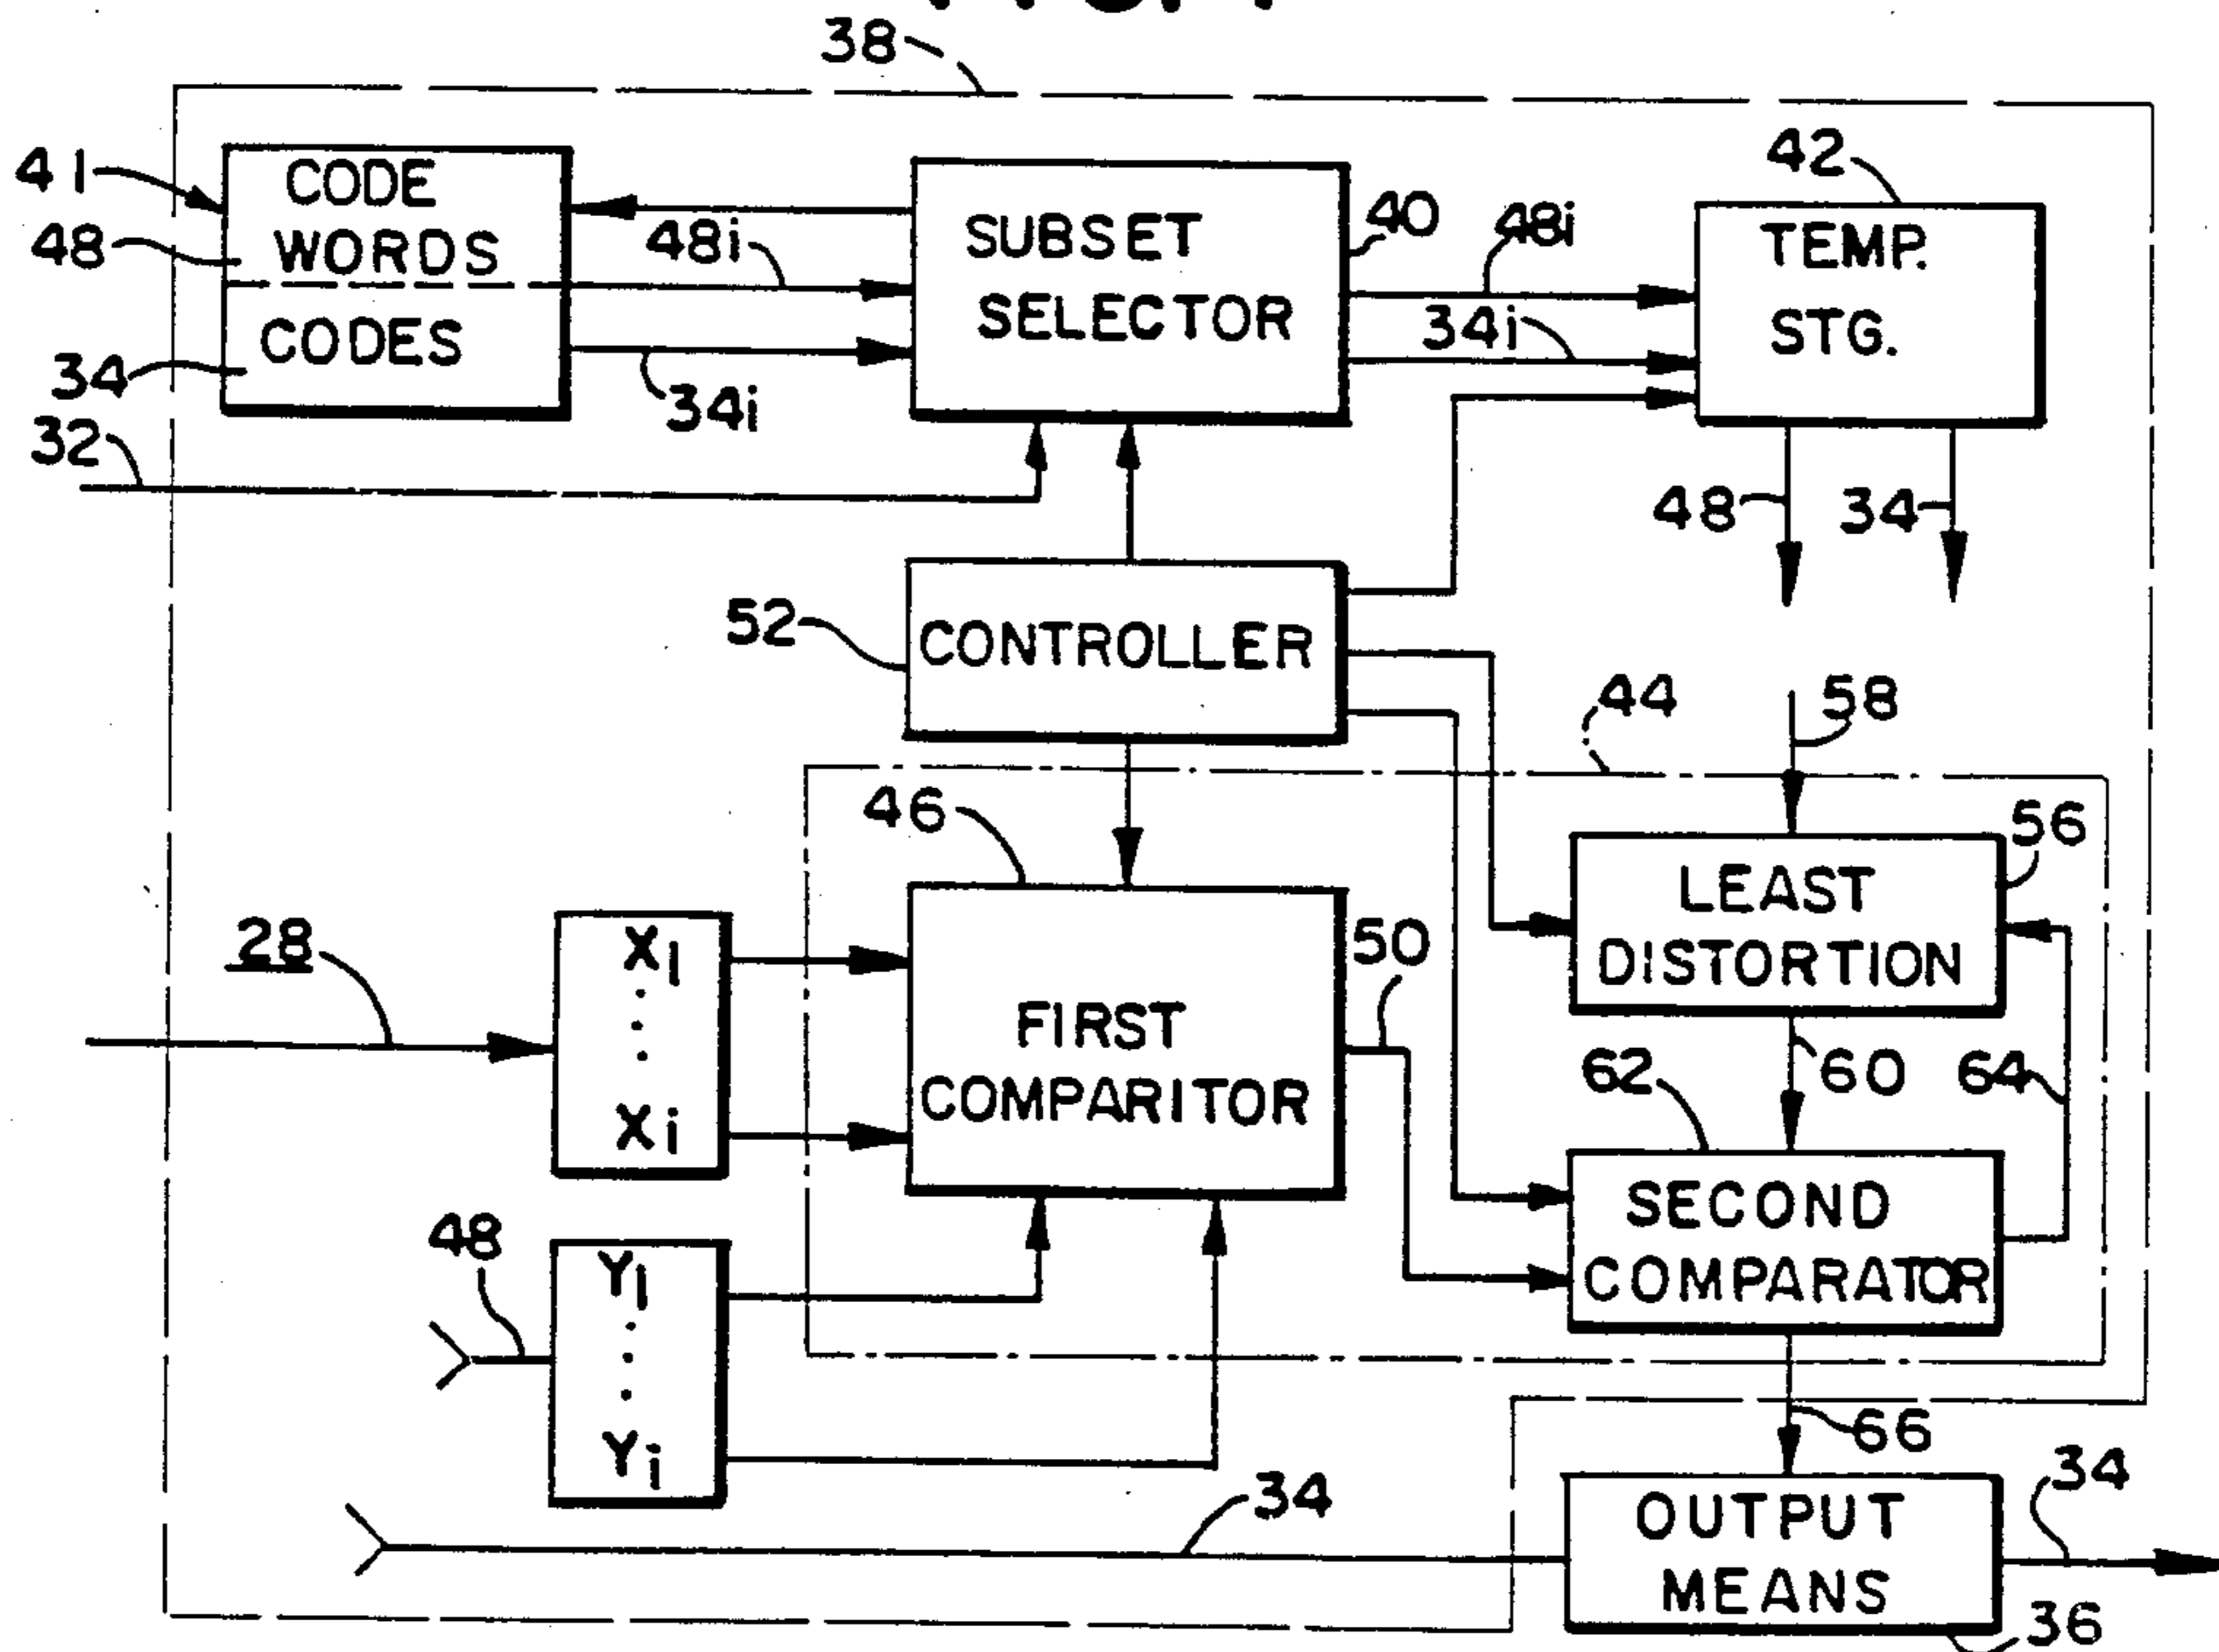 38
41
CODE
WORDS
48
CODES
34
32
48i
34i
SUBSET
SELECTOR
40
48i
34i
42
TEMP.
STG.
48
34
52
CONTROLLER
44
58
46
28
X1
Xi
FIRST
COMPARITOR
50
LEAST
DISTORTION
56
60
64
62
SECOND
COMPARATOR
48
Y1
Yi
66
34
OUTPUT
MEANS
34
36